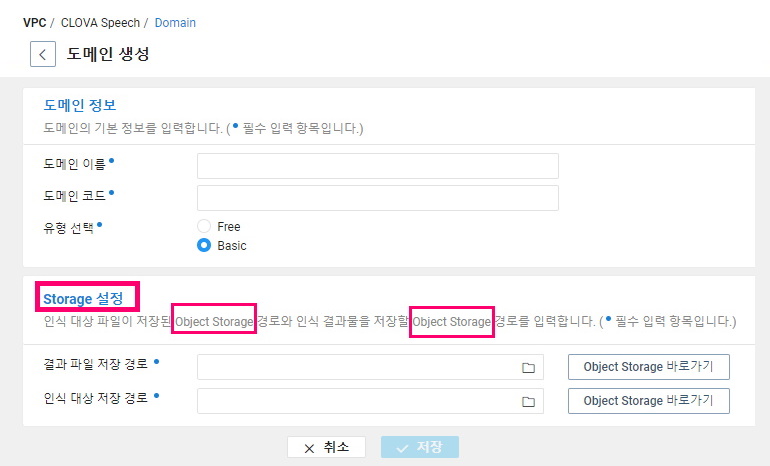 VPC / CLOVA Speech / Domain
도메인 생성
도메인 정보
도메인의 기본 정보를 입력합니다. (• 필수 입력 항목입니다.)
도메인 이름 •
도메인 코드 •
유형 선택 •
Free
Basic
Storage 설정
인식 대상 파일이 저장된 Object Storage 경로와 인식 결과물을 저장할 Object Storage 경로를 입력합니다. (• 필수 입력 항목입니다.)
결과 파일 저장 경로 •
Object Storage 바로가기
인식 대상 저장 경로 •
Object Storage 바로가기
× 취소
✓ 저장